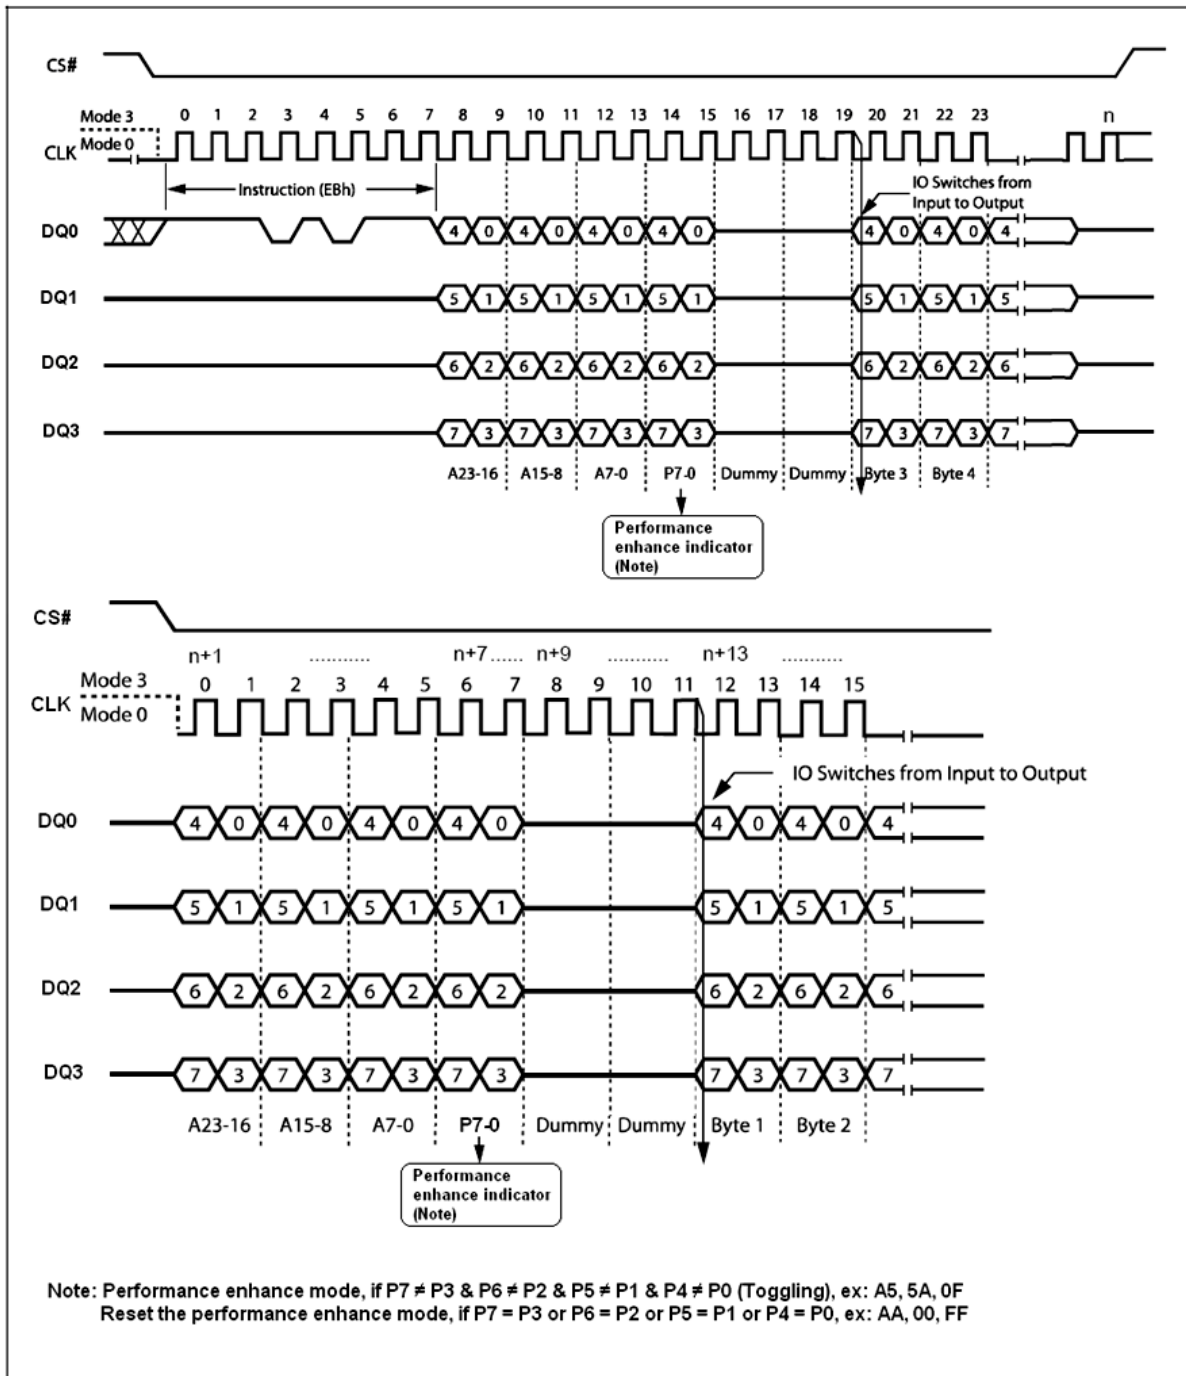 CS#
Mode 3
0 1 2 3 4 5 6 7 8 9 10 11 12 13 14 15 16 17 18 19 20 21 22 23 n
CLK Mode 0
Instruction (EBh)
IO Switches from
Input to Output
DQ0 4 0 4 0 4 0 4 0 4 0 4 0 4
DQ1 5 1 5 1 5 1 5 1 5 1 5 1 5
DQ2 6 2 6 2 6 2 6 2 6 2 6 2 6
DQ3 7 3 7 3 7 3 7 3 7 3 7 3 7
A23-16 A15-8 A7-0 P7-0 Dummy Dummy Byte 3 Byte 4
Performance
enhance indicator
(Note)
CS#
n+1 ........... n+7 ...... n+9 ........... n+13 ...........
Mode 3 0 1 2 3 4 5 6 7 8 9 10 11 12 13 14 15
CLK Mode 0
IO Switches from Input to Output
DQ0 4 0 4 0 4 0 4 0 4 0 4 0 4
DQ1 5 1 5 1 5 1 5 1 5 1 5 1 5
DQ2 6 2 6 2 6 2 6 2 6 2 6 2 6
DQ3 7 3 7 3 7 3 7 3 7 3 7 3 7
A23-16 A15-8 A7-0 P7-0 Dummy Dummy Byte 1 Byte 2
Performance
enhance indicator
(Note)
Note: Performance enhance mode, if P7 ≠ P3 & P6 ≠ P2 & P5 ≠ P1 & P4 ≠ P0 (Toggling), ex: A5, 5A, 0F
Reset the performance enhance mode, if P7 = P3 or P6 = P2 or P5 = P1 or P4 = P0, ex: AA, 00, FF